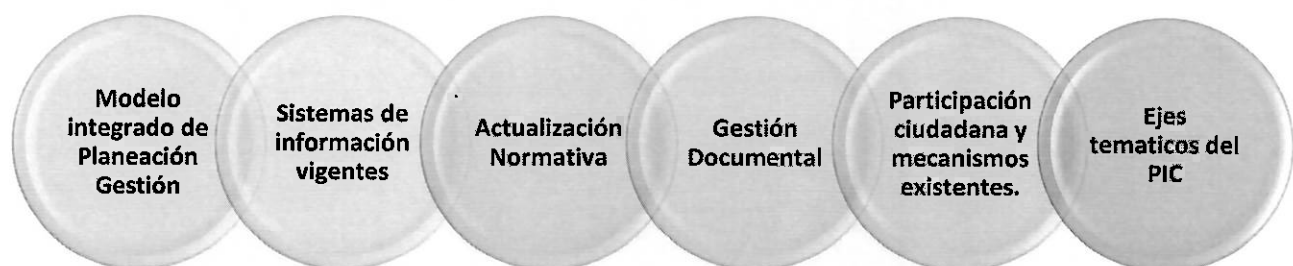 Modelo
integrado de
Planeación
Gestión
Sistemas de
información
vigentes
Actualización
Normativa
Gestión
Documental
Participación
ciudadana y
mecanismos
existentes.
Ejes
tematicos del
PIC